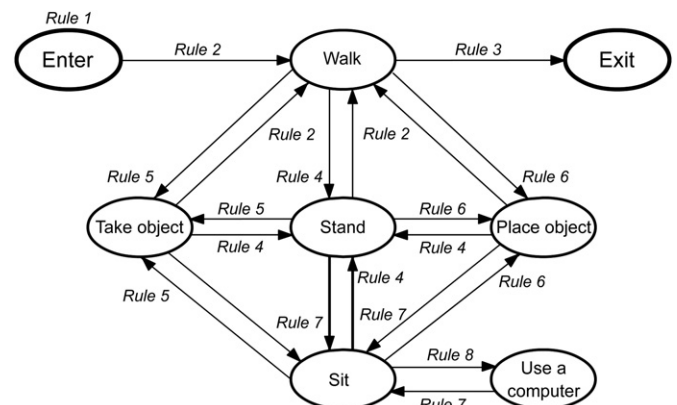 Rule 1
Enter
Rule 2
Walk
Rule 3
Exit
Rule 2
Rule 2
Rule 5
Rule 4
Rule 6
Take object
Rule 5
Stand
Rule 6
Place object
Rule 4
Rule 4
Rule 5
Rule 4
Rule 6
Rule 7
Rule 7
Sit
Rule 8
Use a
computer
Rule 7